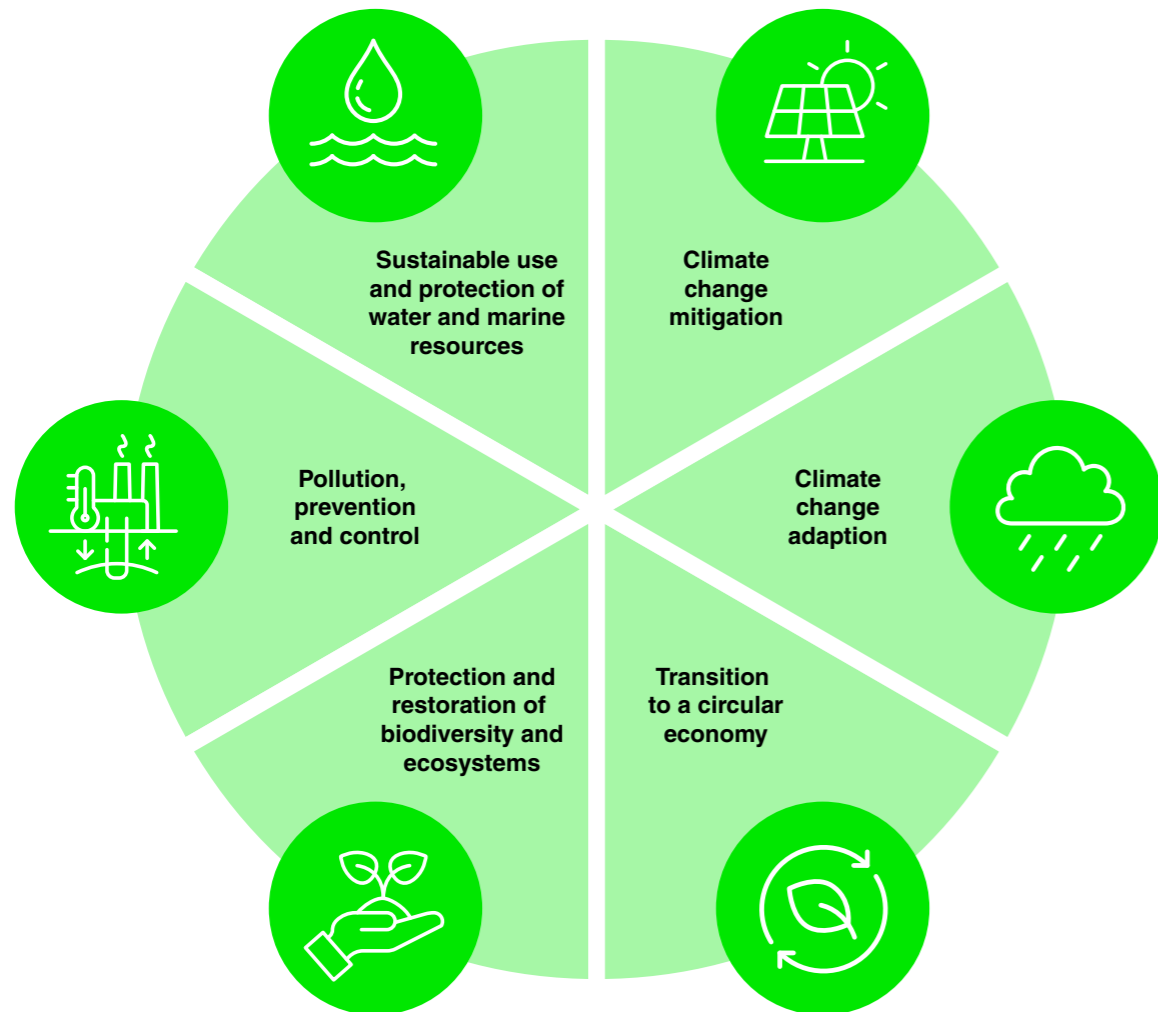 Sustainable use
and protection of
water and marine
resources
Climate
change
mitigation
Pollution,
prevention
and control
Climate
change
adaption
Protection and
restoration of
biodiversity and
ecosystems
Transition
to a circular
economy